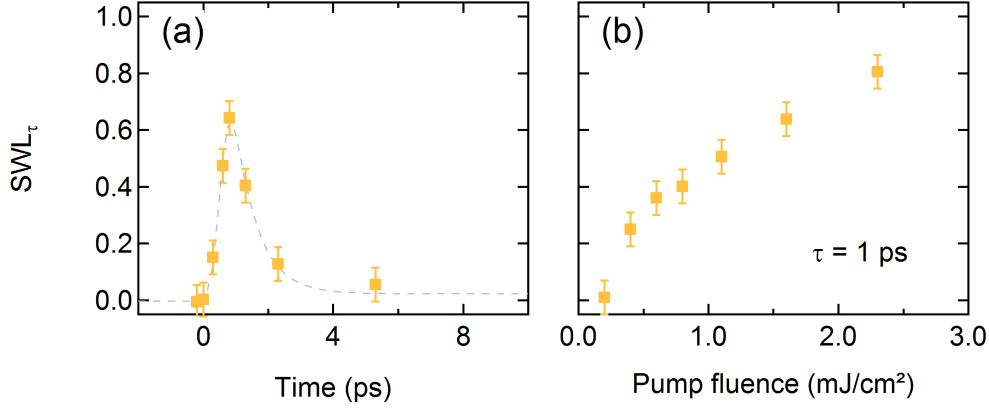 (a)
(b)
1.0
0.8
0.6
0.4
0.2
0.0
SWLτ
τ = 1 ps
0 4 8
0.0 1.0 2.0 3.0
Time (ps)
Pump fluence (mJ/cm²)